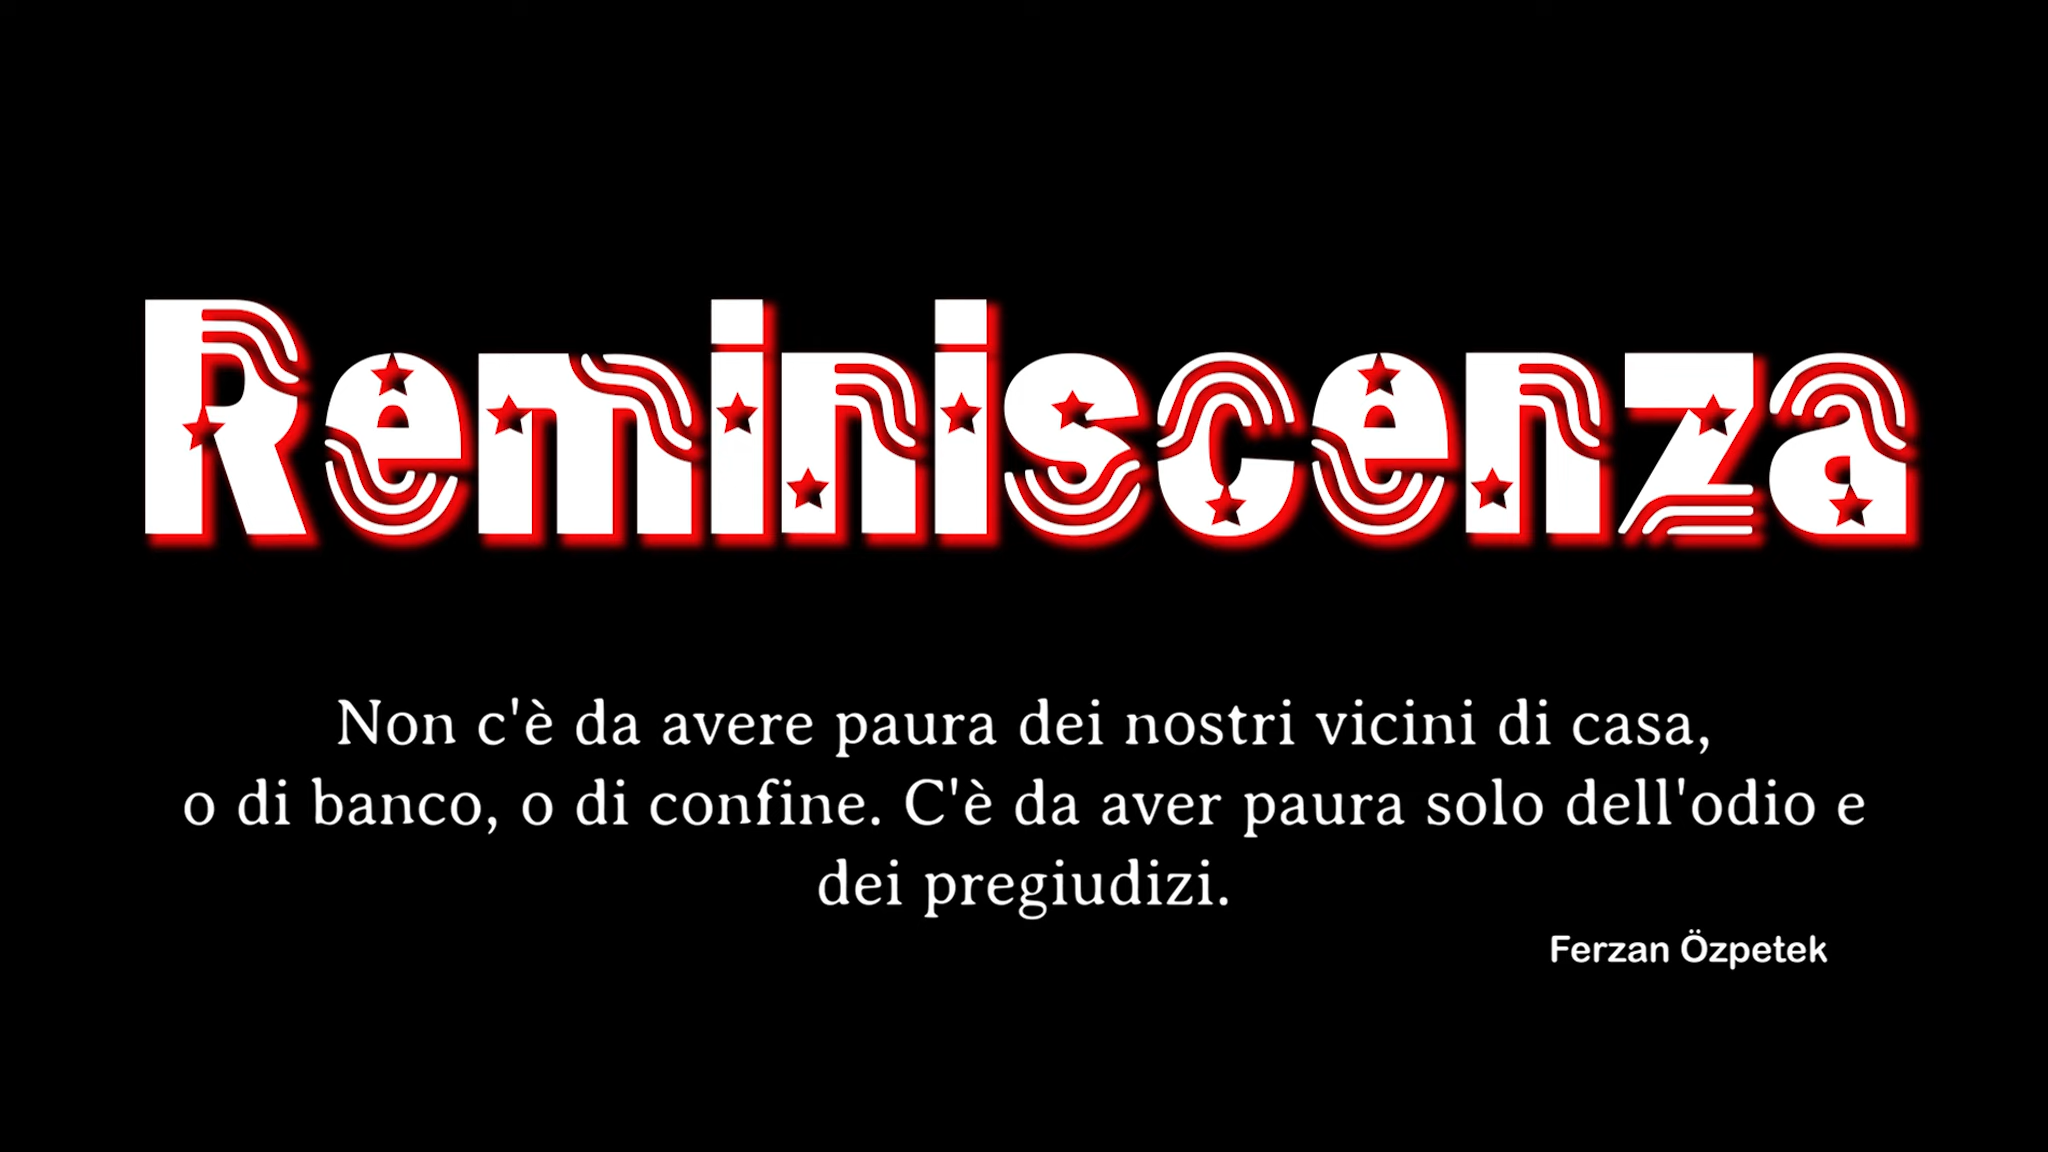 Reminiscenza
Non c'è da avere paura dei nostri vicini di casa,
o di banco, o di confine. C'è da aver paura solo dell'odio e
dei pregiudizi.
Ferzan Özpetek